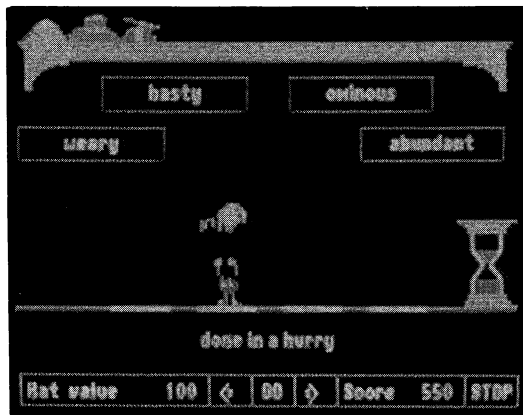 hasty ominous
weary abundant
done in a hurry
Hat value 100 DO Score 550 STOP